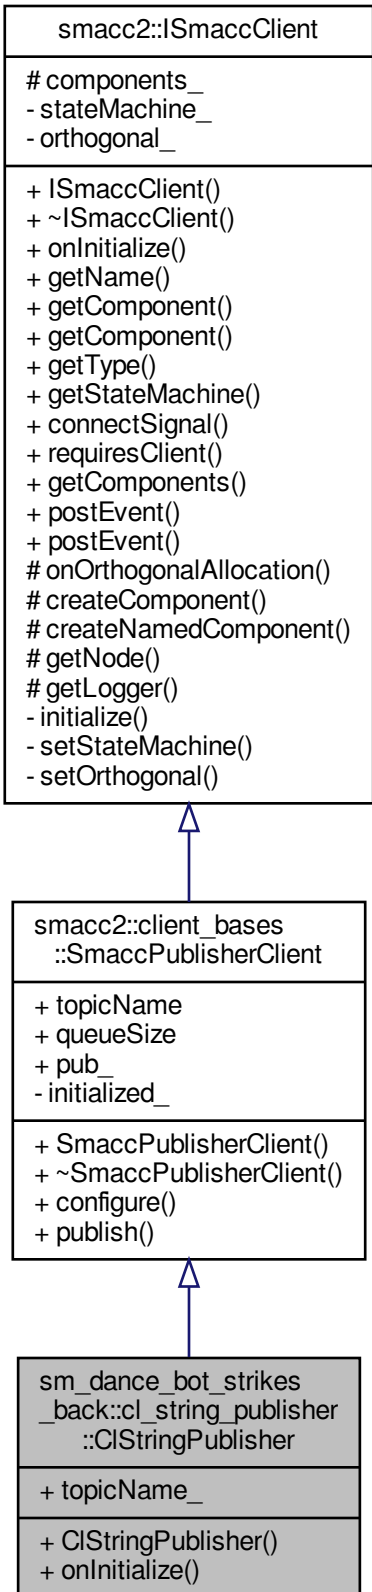 smacc2::ISmaccClient
# components_
- stateMachine_
- orthogonal_
+ ISmaccClient()
+ ~ISmaccClient()
+ onInitialize()
+ getName()
+ getComponent()
+ getComponent()
+ getType()
+ getStateMachine()
+ connectSignal()
+ requiresClient()
+ getComponents()
+ postEvent()
+ postEvent()
# onOrthogonalAllocation()
# createComponent()
# createNamedComponent()
# getNode()
# getLogger()
- initialize()
- setStateMachine()
- setOrthogonal()
smacc2::client_bases
::SmaccPublisherClient
+ topicName
+ queueSize
+ pub_
- initialized_
+ SmaccPublisherClient()
+ ~SmaccPublisherClient()
+ configure()
+ publish()
sm_dance_bot_strikes
_back::cl_string_publisher
::ClStringPublisher
+ topicName_
+ ClStringPublisher()
+ onInitialize()